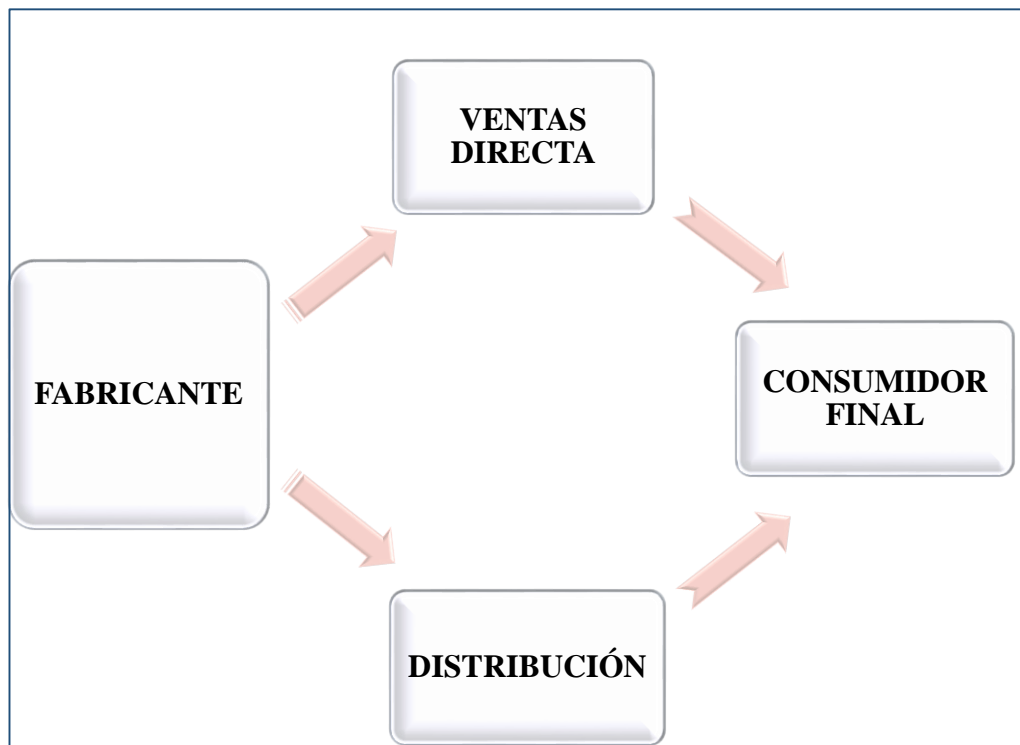 VENTAS
DIRECTA
FABRICANTE
CONSUMIDOR
FINAL
DISTRIBUCIÓN